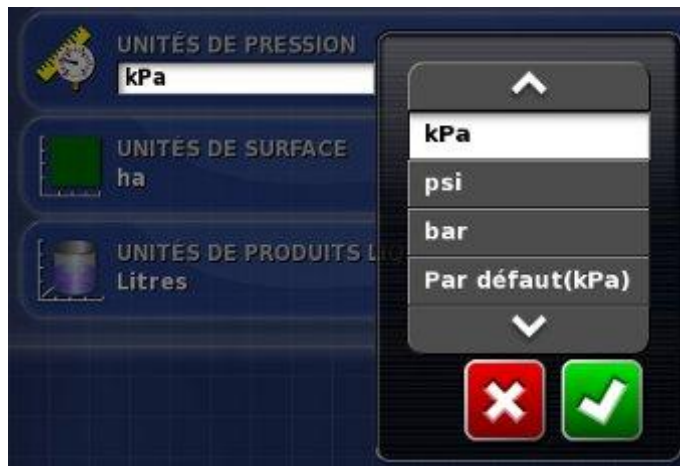 UNITÉS DE PRESSION
kPa
UNITÉS DE SURFACE
ha
UNITÉS DE PRODUITS
Litres
kPa
psi
bar
Par défaut(kPa)